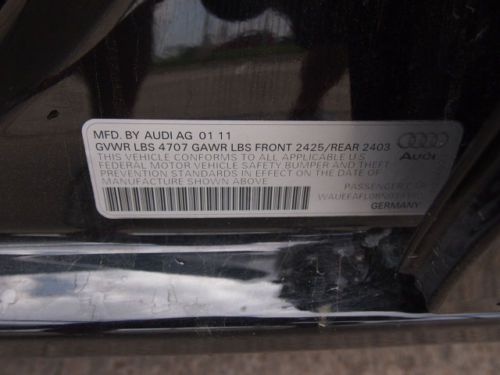 MFD. BY AUDI AG 01 11
GVWR LBS 4707 GAWR LBS FRONT 2425/REAR 2403
THIS VEHICLE CONFORMS TO ALL APPLICABLE U.S.
FEDERAL MOTOR VEHICLE SAFETY BUMPER AND THEFT
PREVENTION STANDARDS IN EFFECT ON THE DATE OF
MANUFACTURE SHOWN ABOVE
Audi
PASSENGER CAR
GERMANY